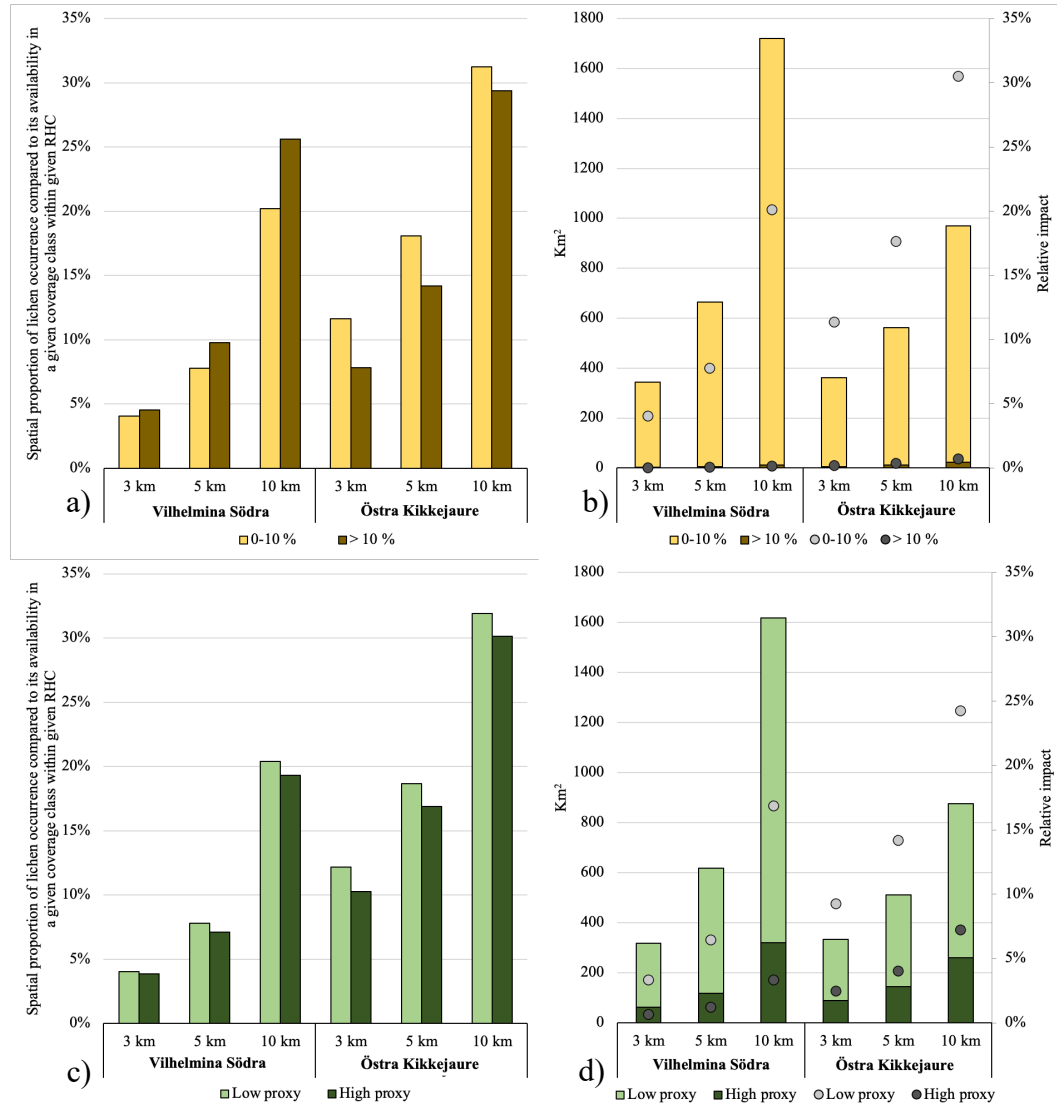 Spatial proportion of lichen occurrence compared to its availability in
a given coverage class within given RHC
35%
30%
25%
20%
15%
10%
5%
0%
3 km 5 km 10 km 3 km 5 km 10 km
Vilhelmina Södra Östra Kikkejaure
a)
0-10 % > 10 %
Km²
1800
1600
1400
1200
1000
800
600
400
200
0
35%
30%
25%
20%
15%
10%
5%
0%
Relative impact
3 km 5 km 10 km 3 km 5 km 10 km
Vilhelmina Södra Östra Kikkejaure
b)
0-10 % > 10 % 0-10 % > 10 %
Spatial proportion of lichen occurrence compared to its availability in
a given coverage class within given RHC
35%
30%
25%
20%
15%
10%
5%
0%
3 km 5 km 10 km 3 km 5 km 10 km
Vilhelmina Södra Östra Kikkejaure
c)
Low proxy High proxy
Km²
1800
1600
1400
1200
1000
800
600
400
200
0
35%
30%
25%
20%
15%
10%
5%
0%
Relative impact
3 km 5 km 10 km 3 km 5 km 10 km
Vilhelmina Södra Östra Kikkejaure
d)
Low proxy High proxy Low proxy High proxy